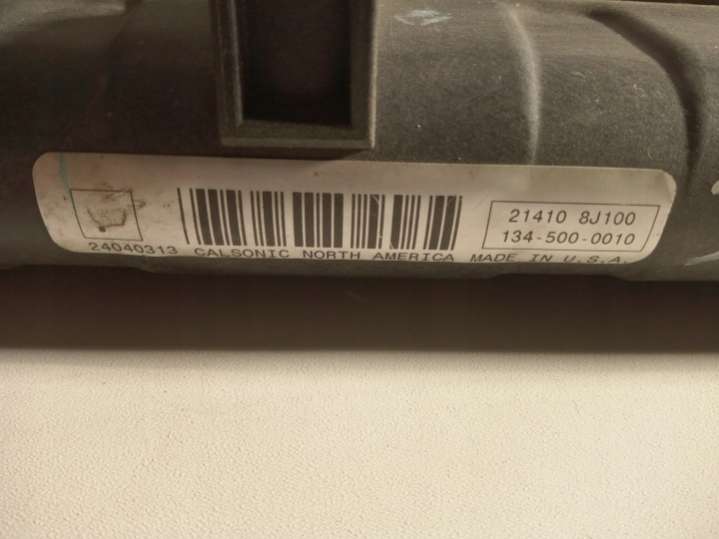 21410 8J100
134-500-0010
24040313 CALSONIC NORTH AMERICA MADE IN U.S.A.